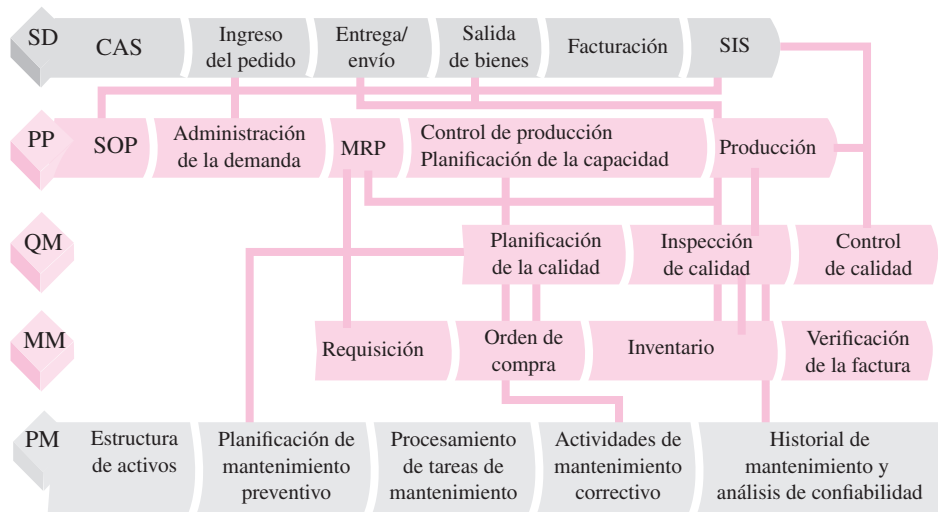 SD
CAS
Ingreso
del pedido
Entrega/
envío
Salida
de bienes
Facturación
SIS
PP
SOP
Administración
de la demanda
MRP
Control de producción
Planificación de la capacidad
Producción
QM
Planificación
de la calidad
Inspección
de calidad
Control
de calidad
MM
Requisición
Orden de
compra
Inventario
Verificación
de la factura
PM
Estructura
de activos
Planificación de
mantenimiento
preventivo
Procesamiento
de tareas de
mantenimiento
Actividades de
mantenimiento
correctivo
Historial de
mantenimiento y
análisis de confiabilidad